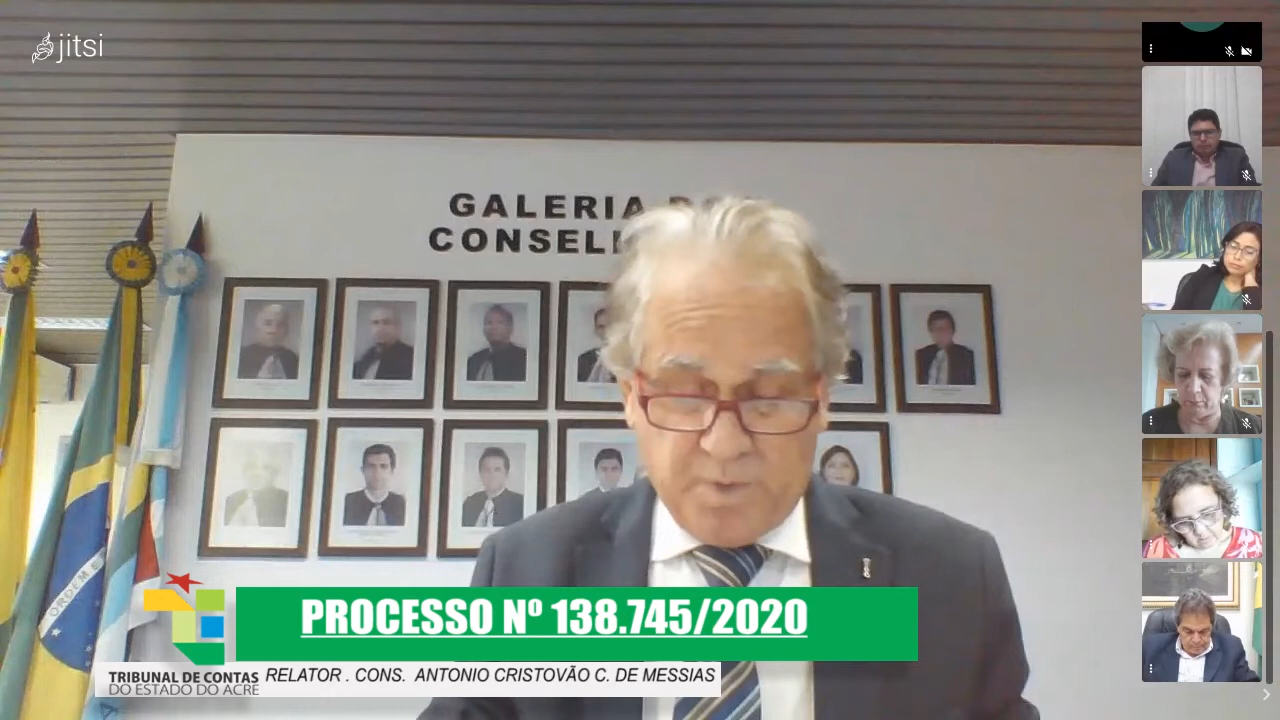 jitsi
GALERIA
PROCESSO Nº 138.745/2020
TRIBUNAL DE CONTAS
DO ESTADO DO ACRE
RELATOR . CONS. ANTONIO CRISTOVÃO C. DE MESSIAS
ORDEM E